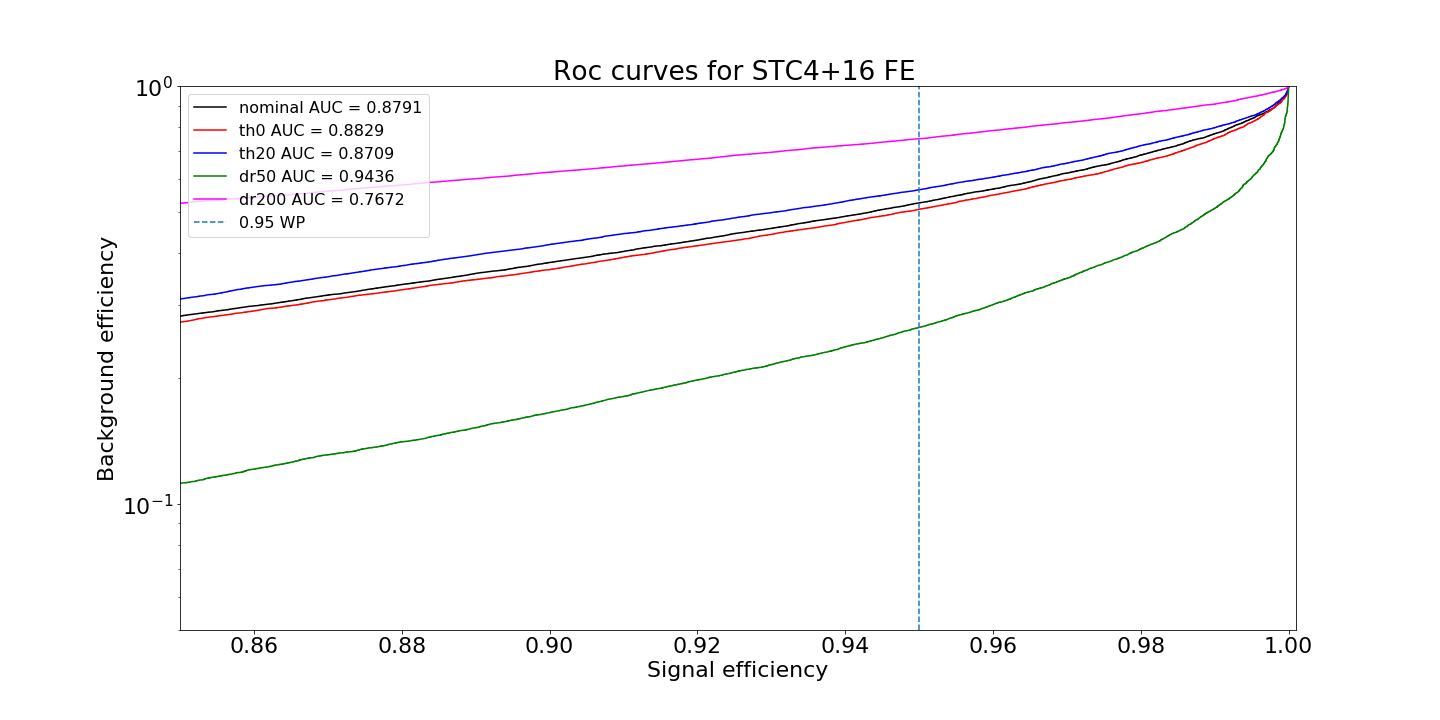 Roc curves for STC4+16 FE
10⁰
nominal AUC = 0.8791
th0 AUC = 0.8829
th20 AUC = 0.8709
dr50 AUC = 0.9436
dr200 AUC = 0.7672
0.95 WP
Background efficiency
10⁻¹
0.86 0.88 0.90 0.92 0.94 0.96 0.98 1.00
Signal efficiency